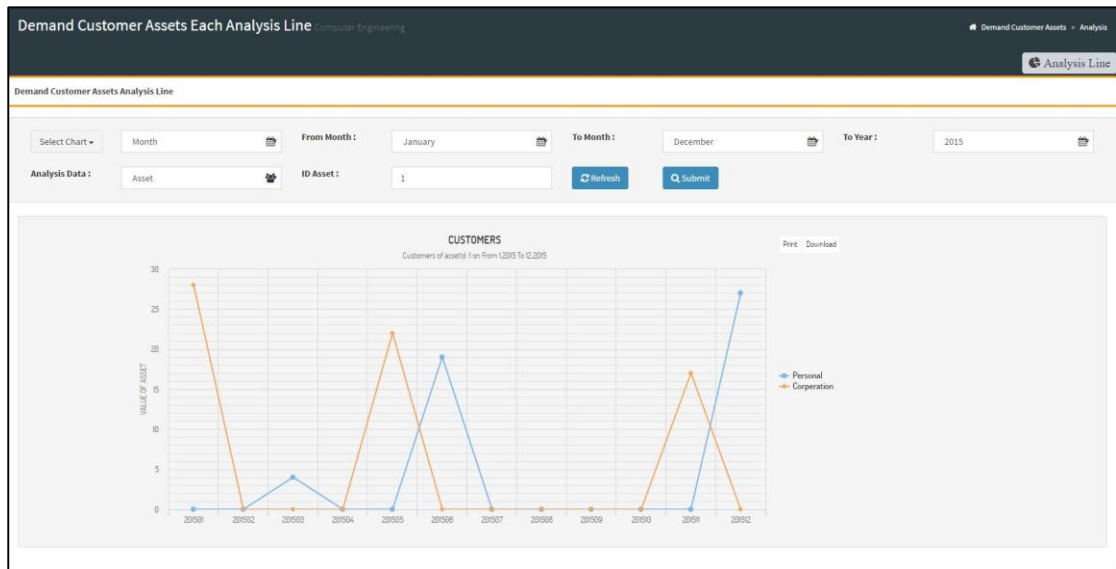 Demand Customer Assets Each Analysis Line Computer Engineering
Demand Customer Assets > Analysis
Analysis Line
Demand Customer Assets Analysis Line
Select Chart Month From Month : January To Month : December To Year : 2015
Analysis Data : Asset ID Asset : 1 Refresh Submit
CUSTOMERS
Customers of assetId :1 on From 1,2015 To 12,2015
Print Download
30
25
20
15
10
5
0
VALUE OF ASSET
Personal
Corperation
201501 201502 201503 201504 201505 201506 201507 201508 201509 201510 201511 201512